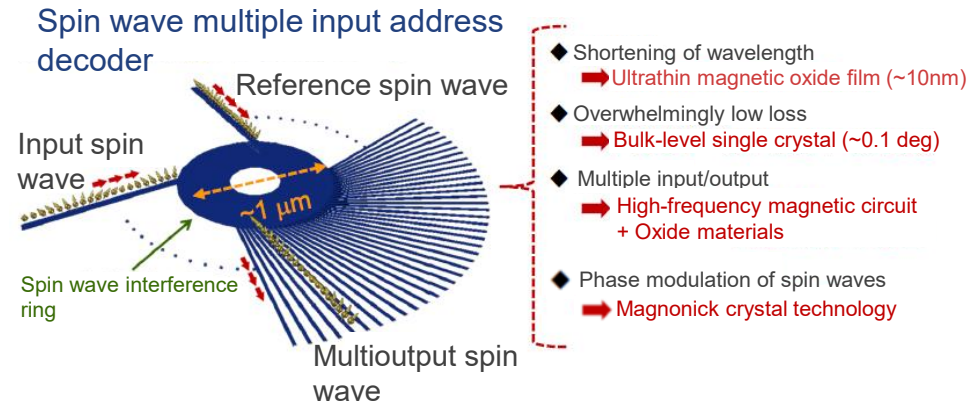 Spin wave multiple input address
decoder
Reference spin wave
Input spin
wave
~1 μm
Spin wave interference
ring
Multioutput spin
wave
◆ Shortening of wavelength
Ultrathin magnetic oxide film (~10nm)
◆ Overwhelmingly low loss
Bulk-level single crystal (~0.1 deg)
◆ Multiple input/output
High-frequency magnetic circuit
+ Oxide materials
◆ Phase modulation of spin waves
Magnonick crystal technology